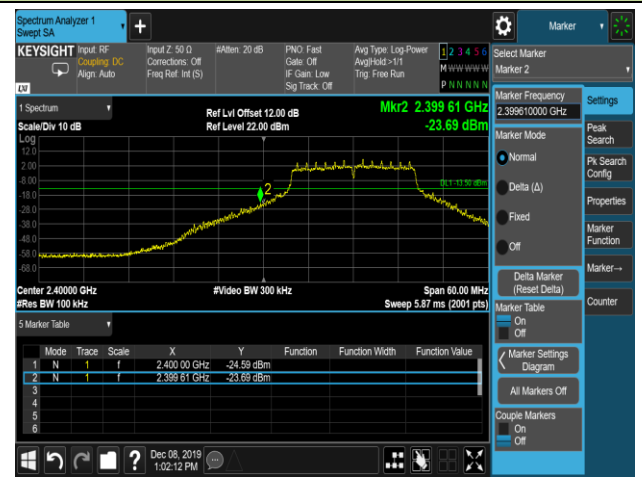 Spectrum Analyzer 1
Swept SA
Marker
KEYSIGHT
Input: RF
Coupling: DC
Align: Auto
Input Z: 50 Ω
Corrections: Off
Freq Ref: Int (S)
#Atten: 20 dB
PNO: Fast
Gate: Off
IF Gain: Low
Sig Track: Off
Avg Type: Log-Power
Avg|Hold:>1/1
Trig: Free Run
1 2 3 4 5 6
M W W W W W
P N N N N N
LXI
Select Marker
Marker 2
1 Spectrum
Scale/Div 10 dB
Ref Lvl Offset 12.00 dB
Ref Level 22.00 dBm
Mkr2 2.399 61 GHz
-23.69 dBm
Log
12.0
2.00
-8.00
-18.0
-28.0
-38.0
-48.0
-58.0
-68.0
2
DL1 -13.50 dBm
Center 2.40000 GHz
#Res BW 100 kHz
#Video BW 300 kHz
Span 60.00 MHz
Sweep 5.87 ms (2001 pts)
5 Marker Table
Mode Trace Scale X Y Function Function Width Function Value
1 N 1 f 2.400 00 GHz -24.59 dBm
2 N 1 f 2.399 61 GHz -23.69 dBm
3
4
5
6
Marker Frequency
2.399610000 GHz
Marker Mode
Normal
Delta (Δ)
Fixed
Off
Delta Marker
(Reset Delta)
Marker Table
On
Off
Marker Settings
Diagram
All Markers Off
Couple Markers
On
Off
Settings
Peak
Search
Pk Search
Config
Properties
Marker
Function
Marker→
Counter
?
Dec 08, 2019
1:02:12 PM